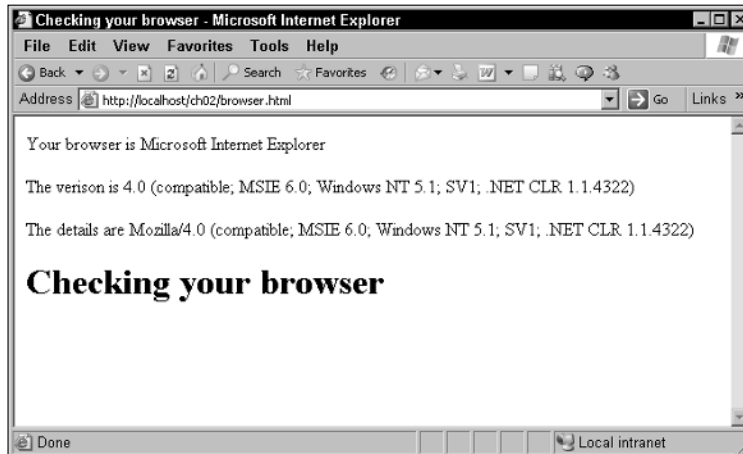 Checking your browser - Microsoft Internet Explorer
File Edit View Favorites Tools Help
Back Search Favorites
Address http://localhost/ch02/browser.html Go Links »
Your browser is Microsoft Internet Explorer
The verison is 4.0 (compatible; MSIE 6.0; Windows NT 5.1; SV1; .NET CLR 1.1.4322)
The details are Mozilla/4.0 (compatible; MSIE 6.0; Windows NT 5.1; SV1; .NET CLR 1.1.4322)
Checking your browser
Done Local intranet